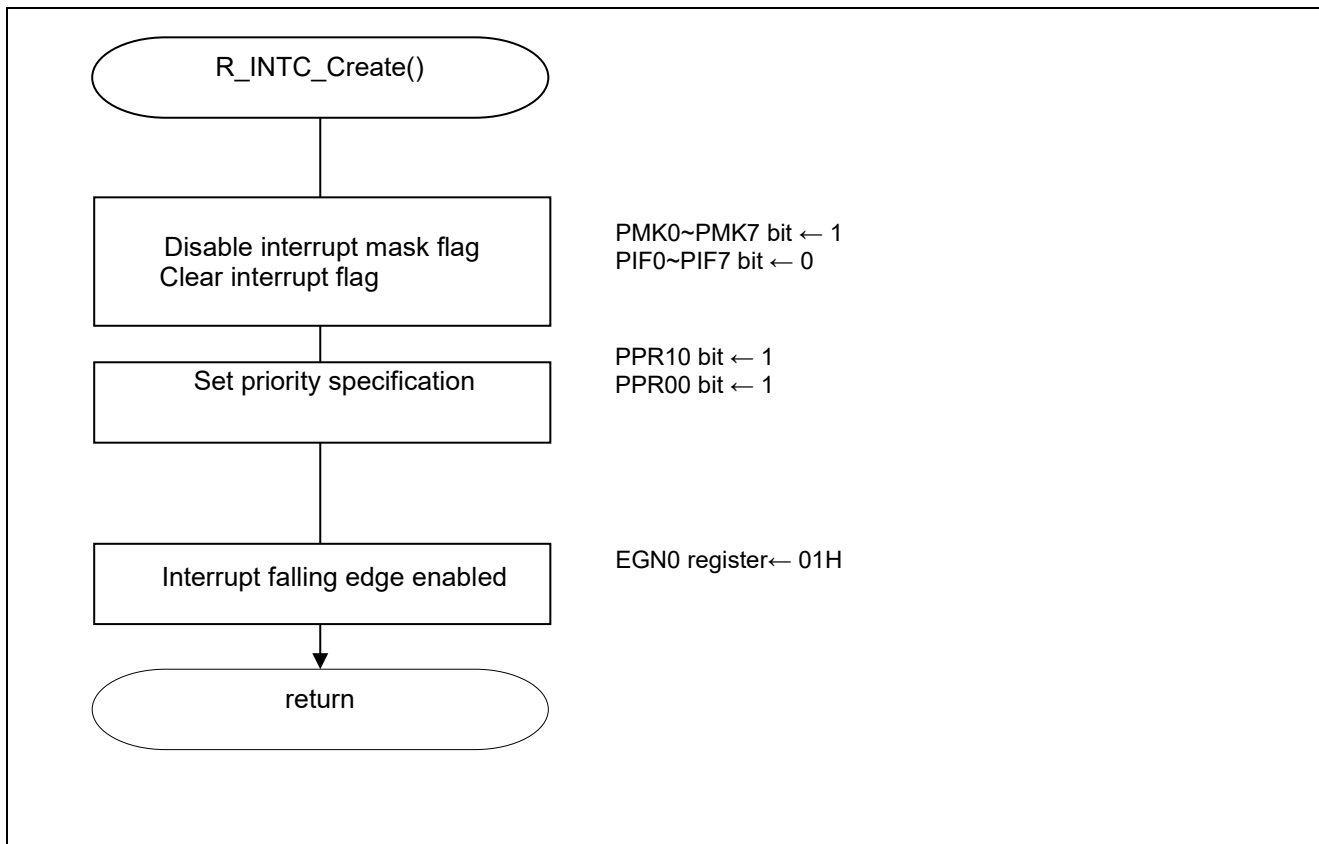 R_INTC_Create()
Disable interrupt mask flag
Clear interrupt flag
PMK0~PMK7 bit ← 1
PIF0~PIF7 bit ← 0
Set priority specification
PPR10 bit ← 1
PPR00 bit ← 1
Interrupt falling edge enabled
EGN0 register← 01H
return